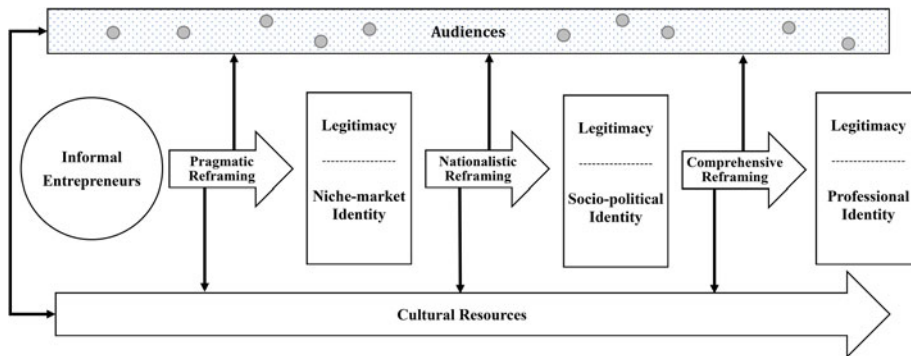 Audiences
Informal
Entrepreneurs
Pragmatic
Reframing
Legitimacy
Niche-market
Identity
Nationalistic
Reframing
Legitimacy
Socio-political
Identity
Comprehensive
Reframing
Legitimacy
Professional
Identity
Cultural Resources